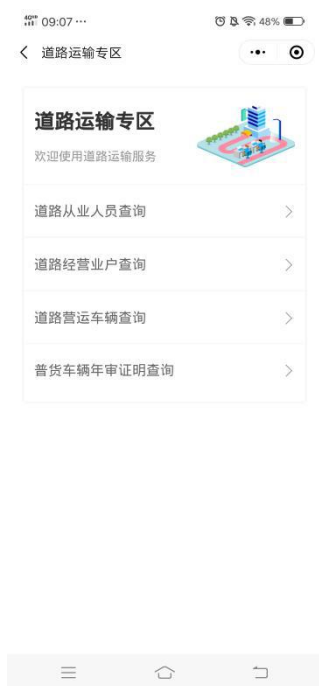 09:07 ···
48%
道路运输专区
道路运输专区
欢迎使用道路运输服务
道路从业人员查询
道路经营业户查询
道路营运车辆查询
普货车辆年审证明查询